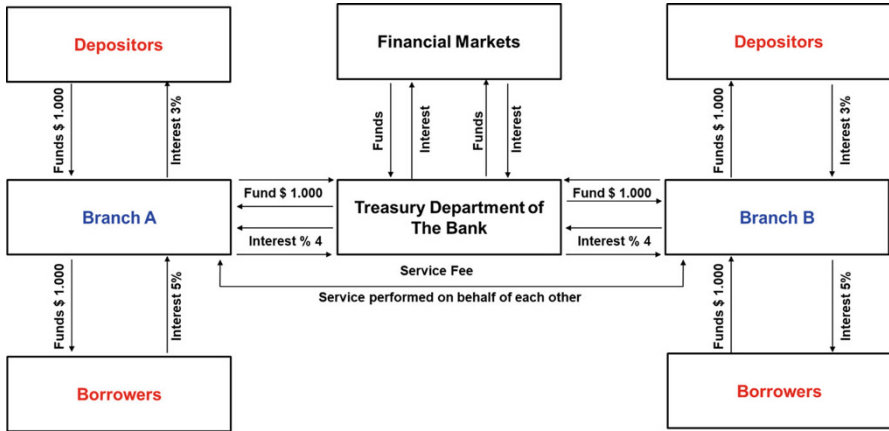 Depositors
Financial Markets
Depositors
Funds $ 1.000
Interest 3%
Funds
Interest
Funds
Interest
Funds $ 1.000
Interest 3%
Branch A
Fund $ 1.000
Interest % 4
Treasury Department of
The Bank
Fund $ 1.000
Interest % 4
Branch B
Service Fee
Service performed on behalf of each other
Funds $ 1.000
Interest 5%
Funds $ 1.000
Interest 5%
Borrowers
Borrowers